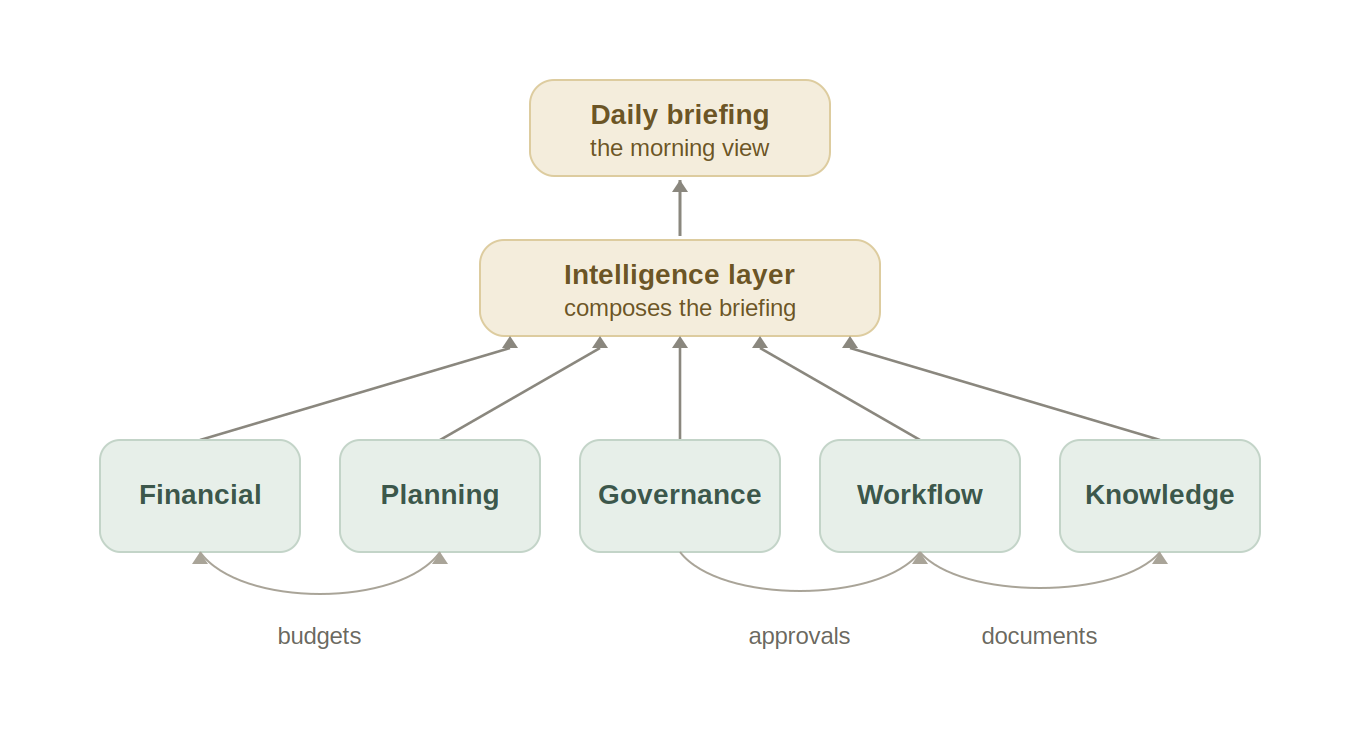 Daily briefing
the morning view
Intelligence layer
composes the briefing
Financial
Planning
Governance
Workflow
Knowledge
budgets
approvals
documents